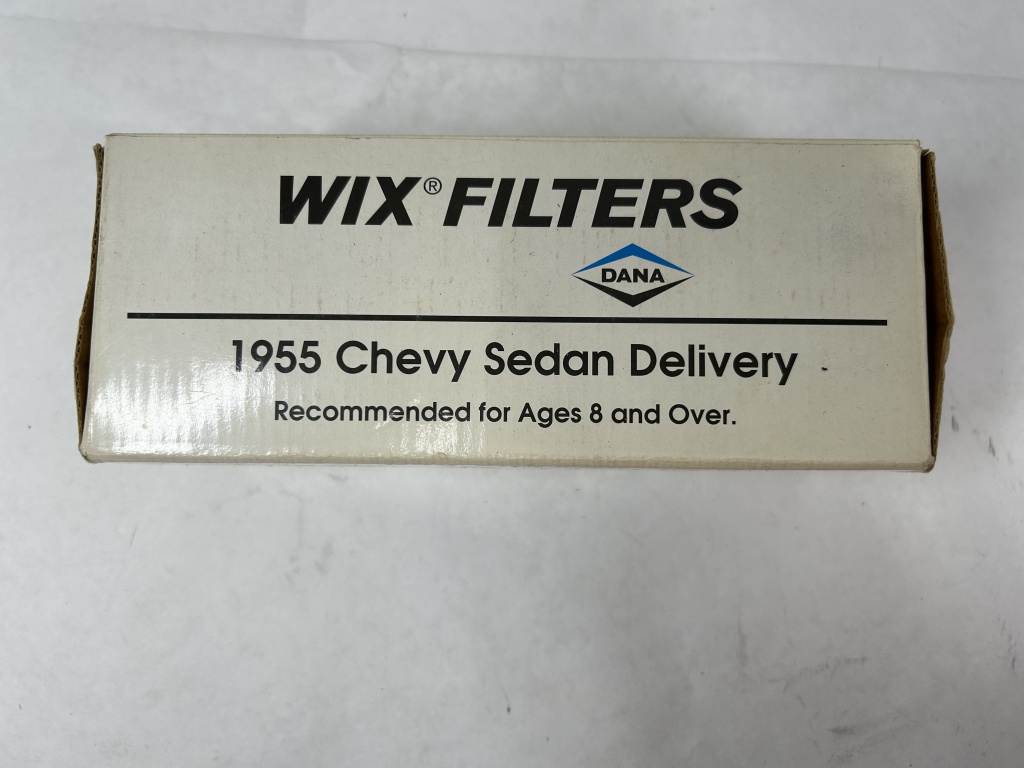 WIX® FILTERS
DANA
1955 Chevy Sedan Delivery
Recommended for Ages 8 and Over.